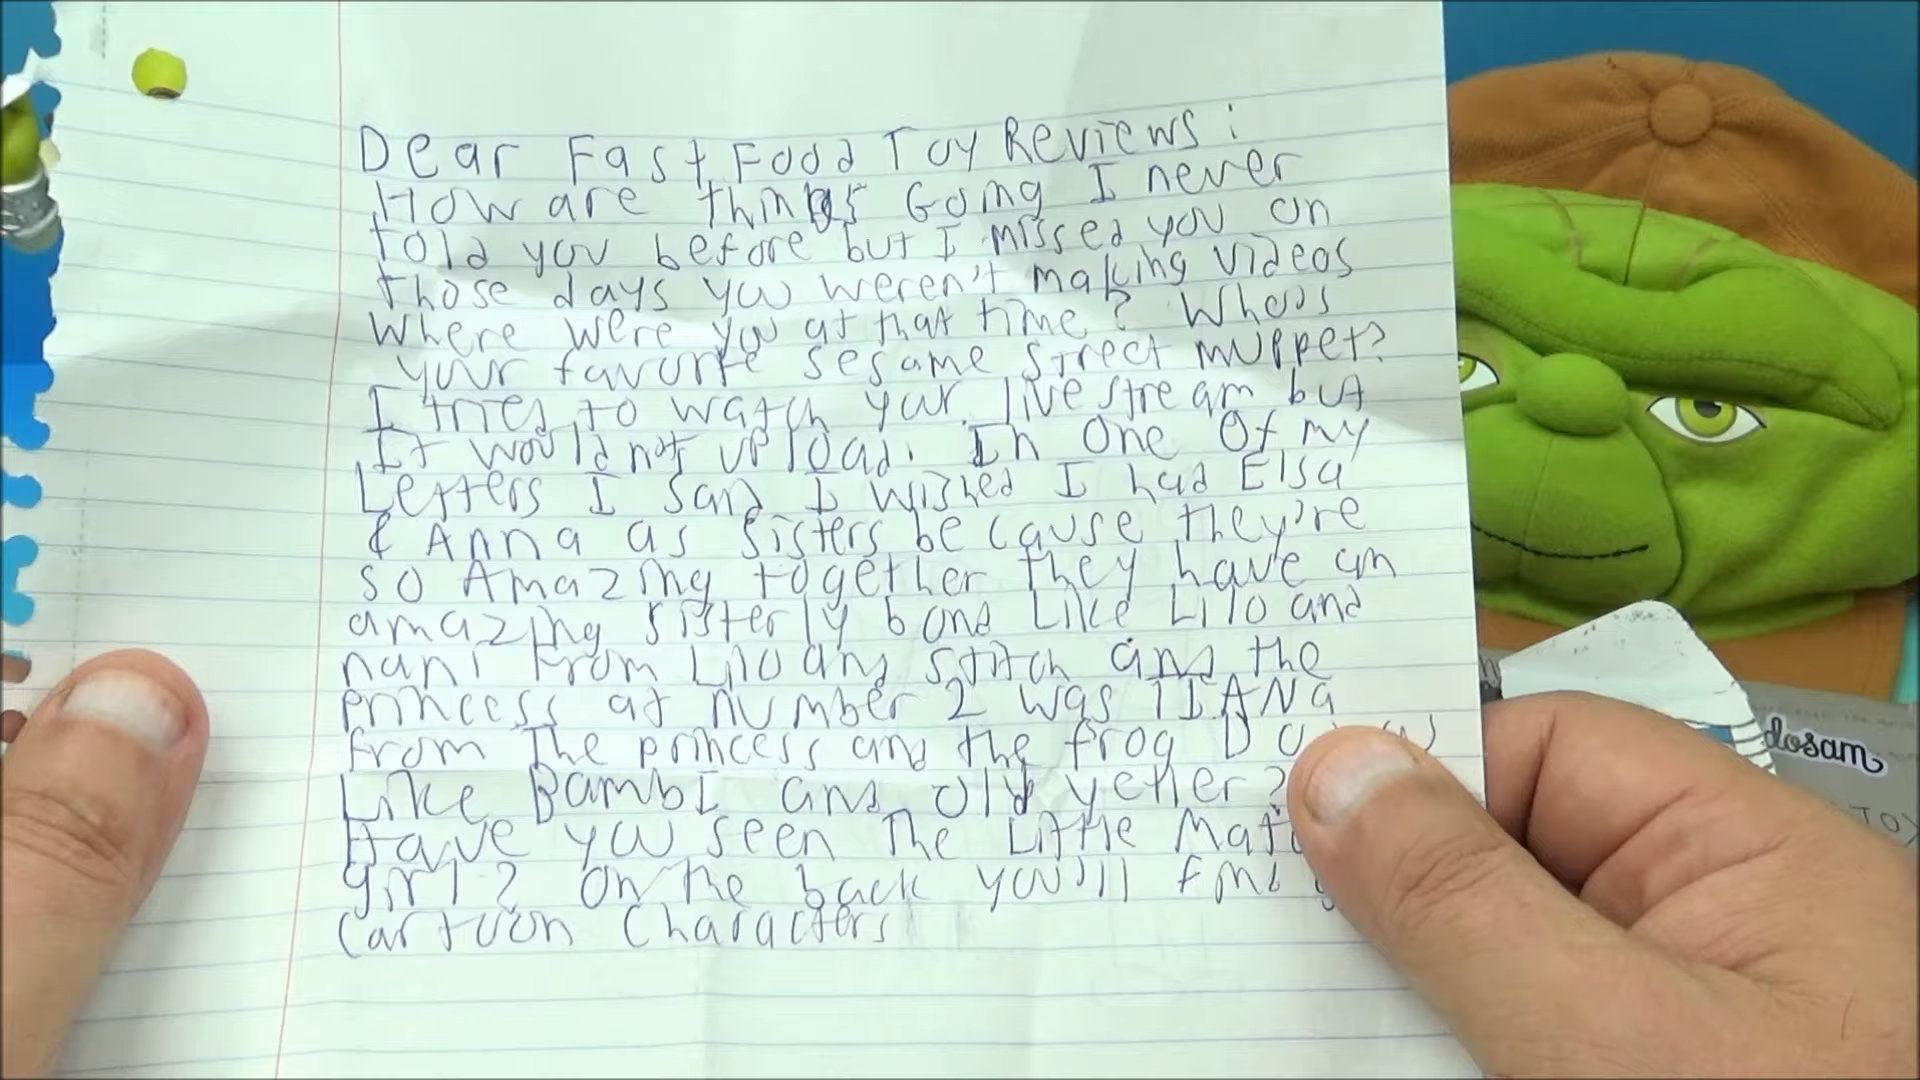 Dear Fast Food Toy Reviews:
How are things Going I never
told you before but I missed you on
those days you weren't making videos
Where were you at that time? Whoos
your favorite sesame street muppet?
I tried to watch your livestream but
It would not upload. In One Of my
Letters I said I wished I had Elsa
& Anna as Sisters because they're
so Amazing together they have an
amazing sisterly bond Like Lilo and
nani from Lilo and stitch and the
princess at number 2 was TIANa
from The princess and the frog
Like BambI and Old yeller?
Have you seen The Little
girl? On the back you'll find
Cartoon Characters
dosam
TOY